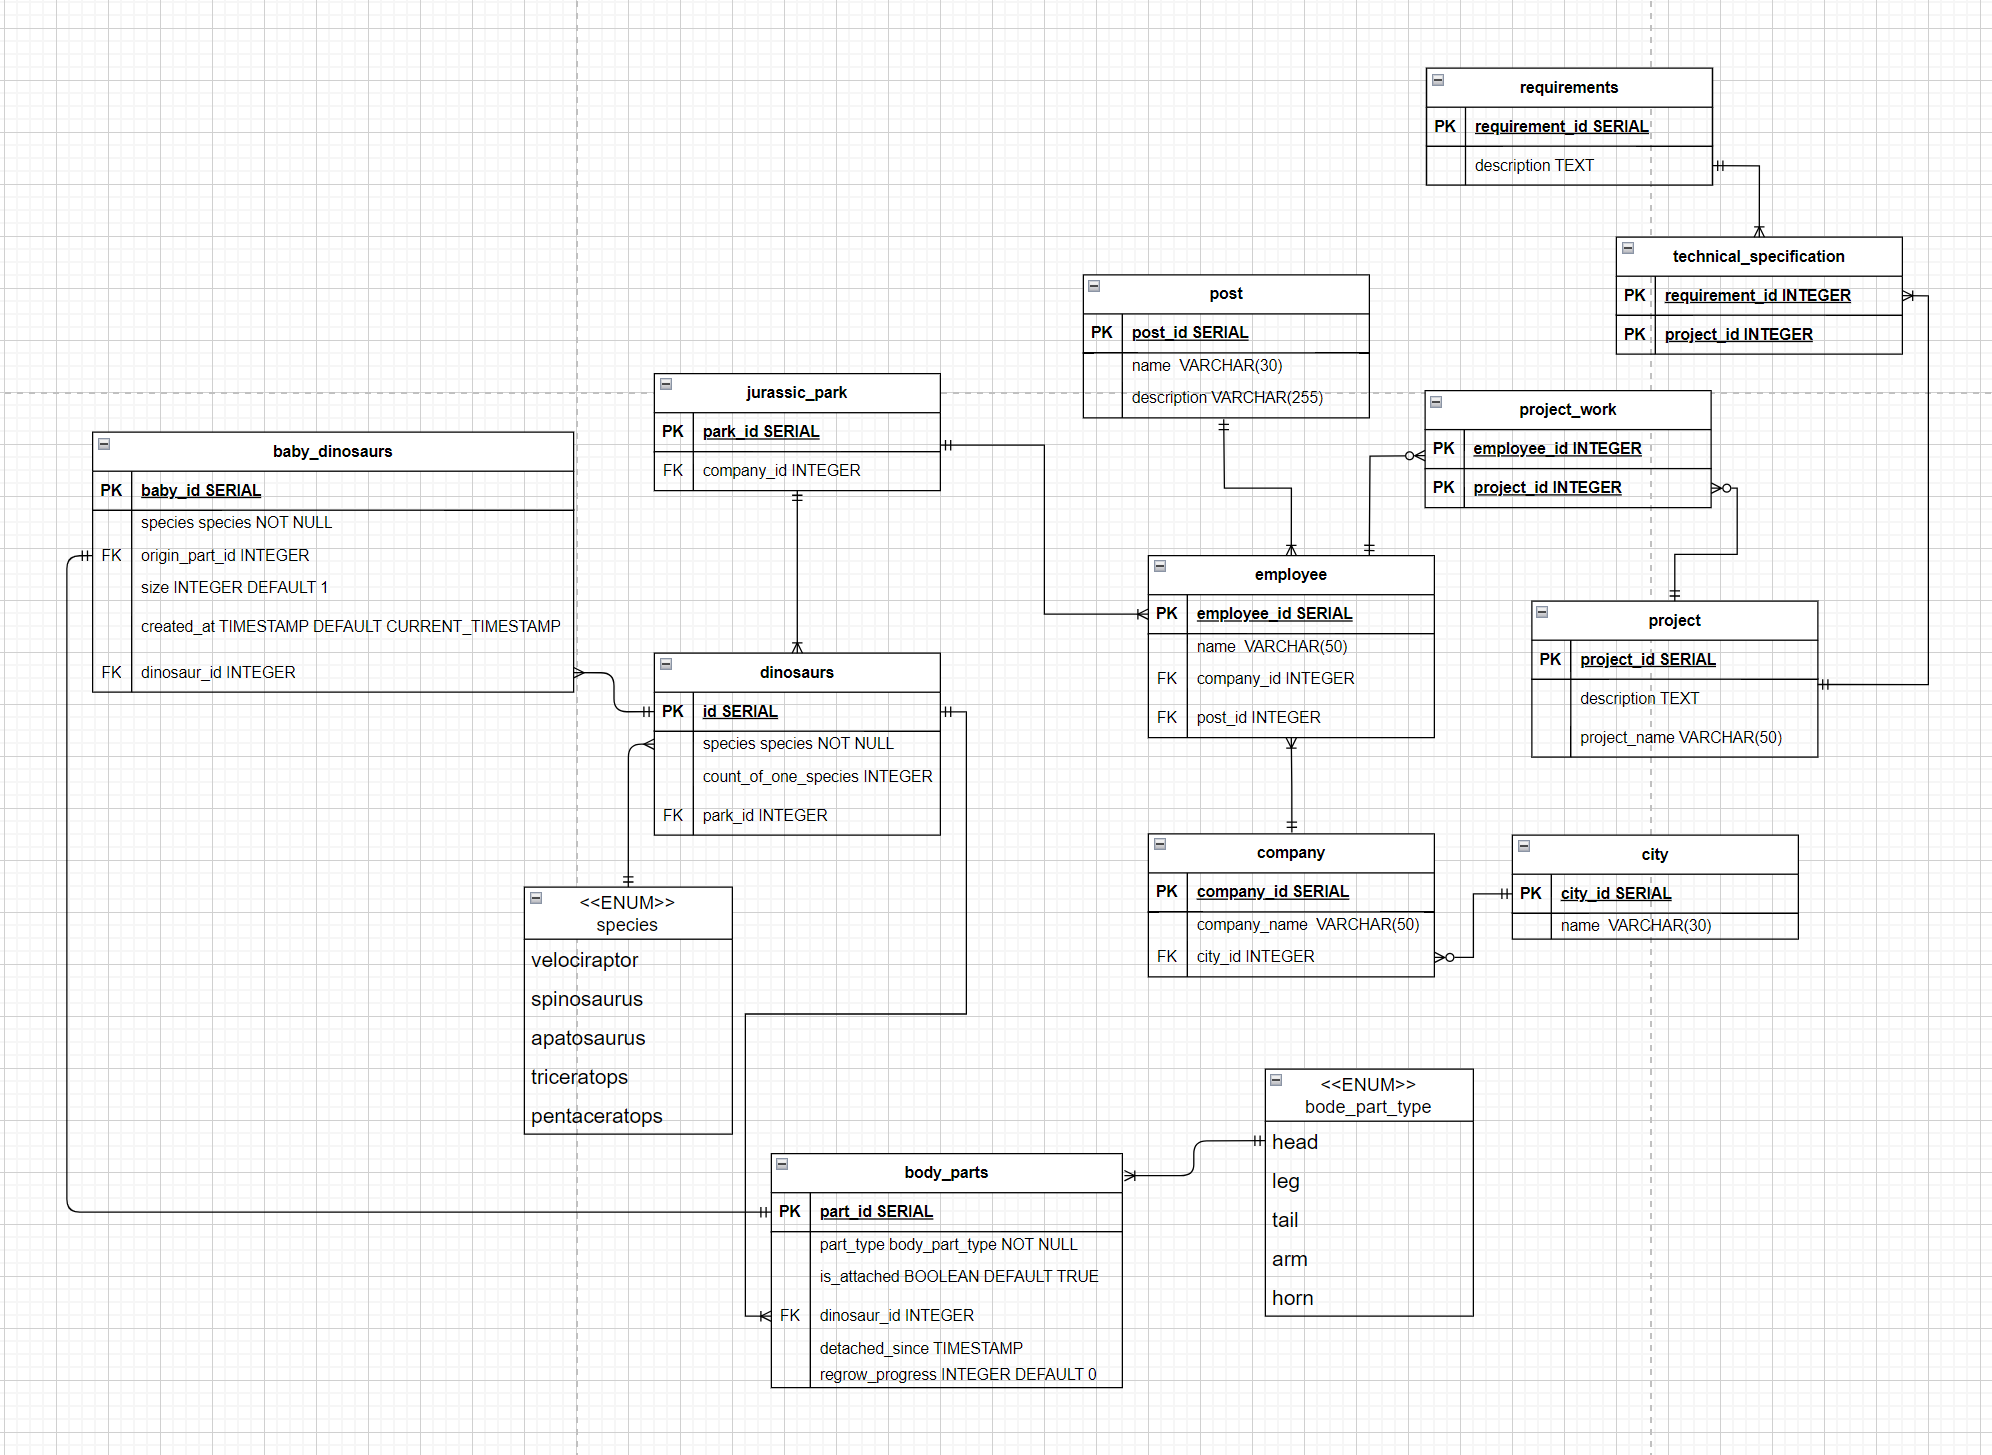 requirements
PK requirement_id SERIAL
description TEXT
technical_specification
PK requirement_id INTEGER
PK project_id INTEGER
post
PK post_id SERIAL
name VARCHAR(30)
description VARCHAR(255)
jurassic_park
PK park_id SERIAL
FK company_id INTEGER
project_work
PK employee_id INTEGER
PK project_id INTEGER
baby_dinosaurs
PK baby_id SERIAL
species species NOT NULL
FK origin_part_id INTEGER
size INTEGER DEFAULT 1
created_at TIMESTAMP DEFAULT CURRENT_TIMESTAMP
FK dinosaur_id INTEGER
employee
PK employee_id SERIAL
name VARCHAR(50)
FK company_id INTEGER
FK post_id INTEGER
project
PK project_id SERIAL
description TEXT
project_name VARCHAR(50)
dinosaurs
PK id SERIAL
species species NOT NULL
count_of_one_species INTEGER
FK park_id INTEGER
company
PK company_id SERIAL
company_name VARCHAR(50)
FK city_id INTEGER
city
PK city_id SERIAL
name VARCHAR(30)
<<ENUM>>
species
velociraptor
spinosaurus
apatosaurus
triceratops
pentaceratops
<<ENUM>>
bode_part_type
head
leg
tail
arm
horn
body_parts
PK part_id SERIAL
part_type body_part_type NOT NULL
is_attached BOOLEAN DEFAULT TRUE
FK dinosaur_id INTEGER
detached_since TIMESTAMP
regrow_progress INTEGER DEFAULT 0